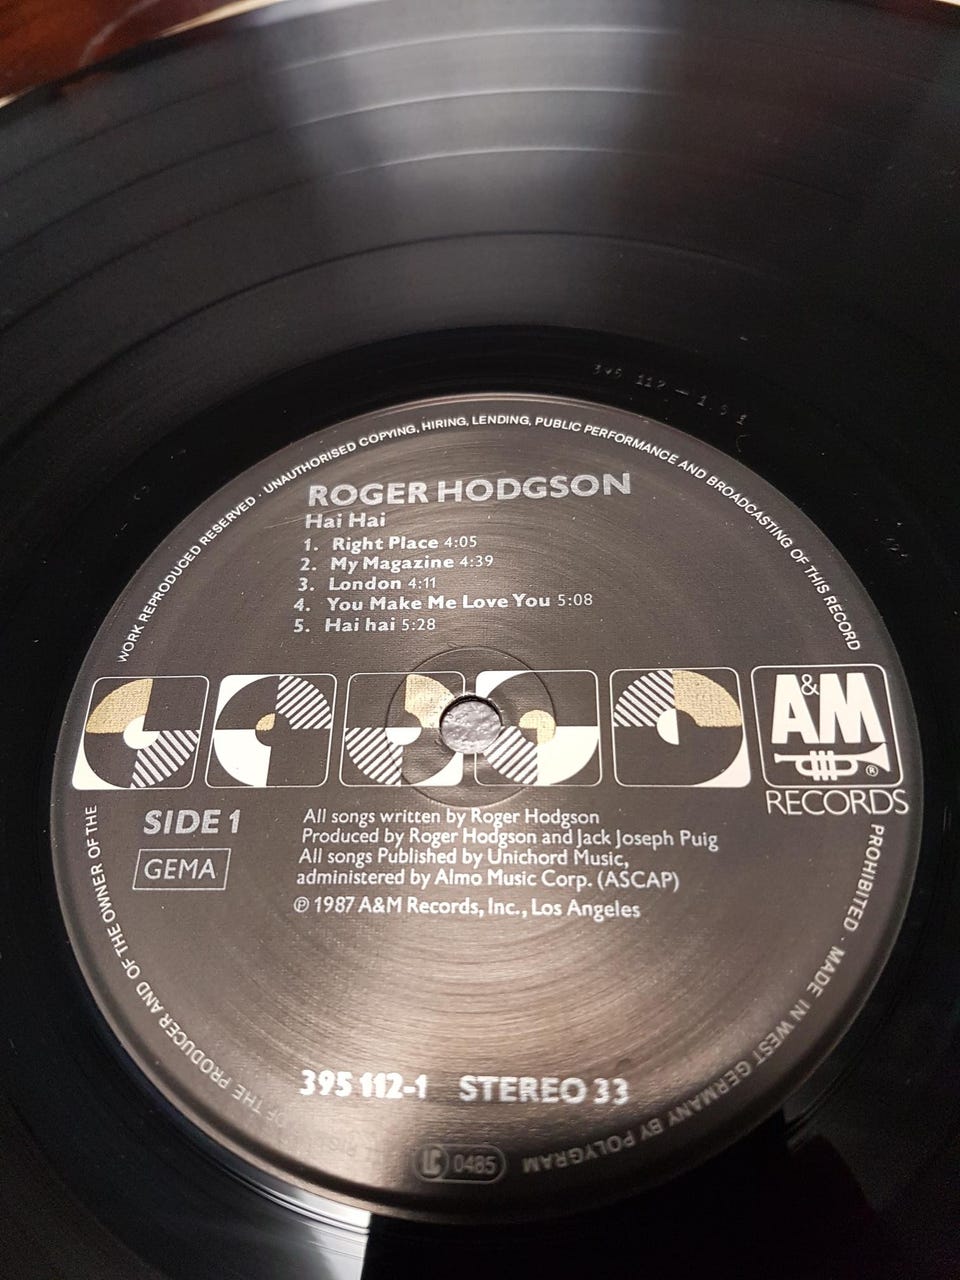 WORK REPRODUCED RESERVED · UNAUTHORISED COPYING, HIRING, LENDING, PUBLIC PERFORMANCE AND BROADCASTING OF THIS RECORD
ROGER HODGSON
Hai Hai
1. Right Place 4:05
2. My Magazine 4:39
3. London 4:11
4. You Make Me Love You 5:08
5. Hai hai 5:28
A&M
®
RECORDS
SIDE 1
GEMA
All songs written by Roger Hodgson
Produced by Roger Hodgson and Jack Joseph Puig
All songs Published by Unichord Music,
administered by Almo Music Corp. (ASCAP)
℗ 1987 A&M Records, Inc., Los Angeles
395 112-1 STEREO 33
LC 0485
PROHIBITED · MADE IN WEST GERMANY BY POLYGRAM
OF THE PRODUCER AND OF THE OWNER OF THE